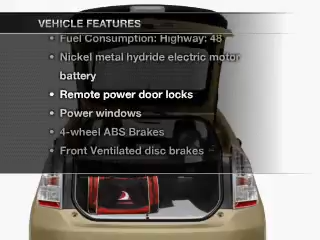 VEHICLE FEATURES
• Fuel Consumption: Highway: 48
• Nickel metal hydride electric motor
battery
• Remote power door locks
• Power windows
• 4-wheel ABS Brakes
• Front Ventilated disc brakes